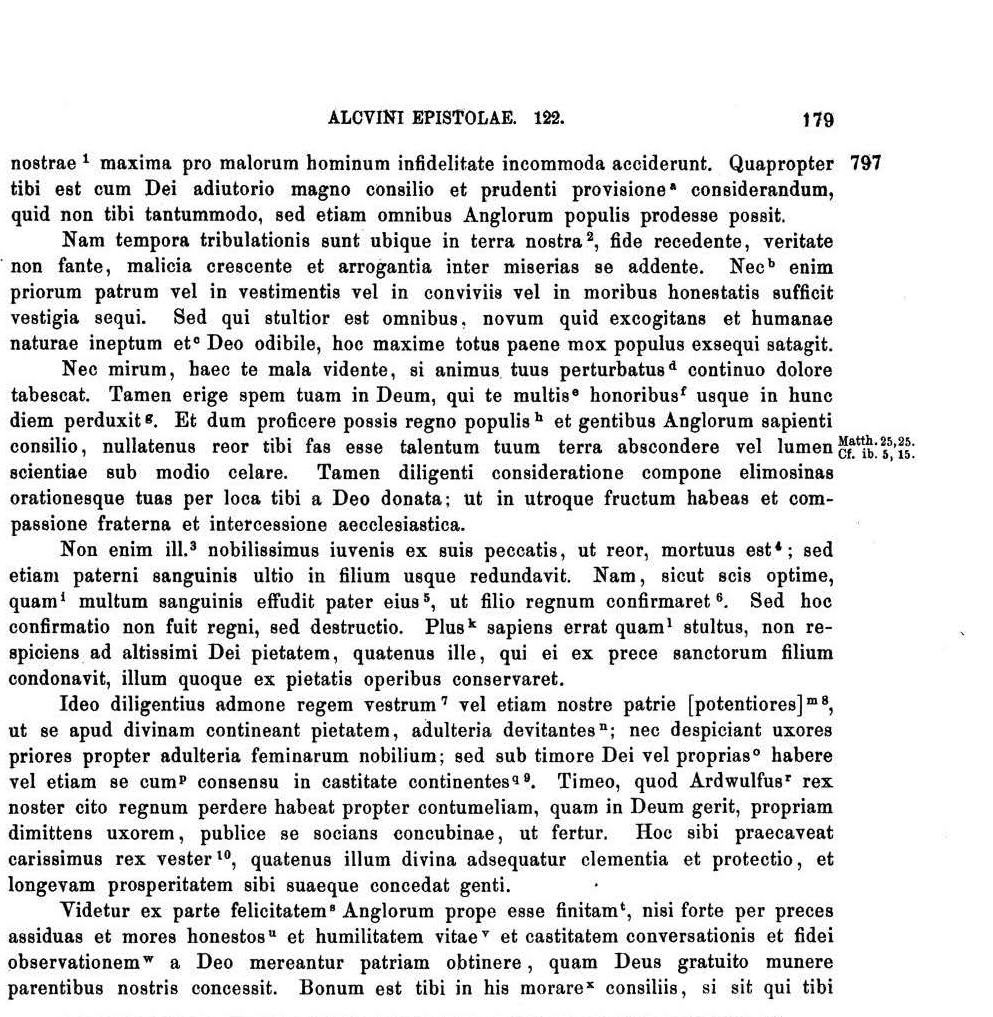 ALCVINI EPISTOLAE. 122. 179
nostrae ¹ maxima pro malorum hominum infidelitate incommoda acciderunt. Quapropter 797
tibi est cum Dei adiutorio magno consilio et prudenti provisione ᵃ considerandum,
quid non tibi tantummodo, sed etiam omnibus Anglorum populis prodesse possit.
Nam tempora tribulationis sunt ubique in terra nostra ², fide recedente, veritate
non fante, malicia crescente et arrogantia inter miserias se addente. Nec ᵇ enim
priorum patrum vel in vestimentis vel in conviviis vel in moribus honestatis sufficit
vestigia sequi. Sed qui stultior est omnibus, novum quid excogitans et humanae
naturae ineptum et ᶜ Deo odibile, hoc maxime totus paene mox populus exsequi satagit.
Nec mirum, haec te mala vidente, si animus tuus perturbatus ᵈ continuo dolore
tabescat. Tamen erige spem tuam in Deum, qui te multis ᵉ honoribus ᶠ usque in hunc
diem perduxit ᵍ. Et dum proficere possis regno populis ʰ et gentibus Anglorum sapienti
consilio, nullatenus reor tibi fas esse talentum tuum terra abscondere vel lumen Matth. 25, 25. Cf. ib. 5, 15.
scientiae sub modio celare. Tamen diligenti consideratione compone elimosinas
orationesque tuas per loca tibi a Deo donata; ut in utroque fructum habeas et com-
passione fraterna et intercessione aecclesiastica.
Non enim ill.³ nobilissimus iuvenis ex suis peccatis, ut reor, mortuus est ⁴; sed
etiam paterni sanguinis ultio in filium usque redundavit. Nam, sicut scis optime,
quam ⁱ multum sanguinis effudit pater eius ⁵, ut filio regnum confirmaret ⁶. Sed hoc
confirmatio non fuit regni, sed destructio. Plus ᵏ sapiens errat quam ˡ stultus, non re-
spiciens ad altissimi Dei pietatem, quatenus ille, qui ei ex prece sanctorum filium
condonavit, illum quoque ex pietatis operibus conservaret.
Ideo diligentius admone regem vestrum ⁷ vel etiam nostre patrie [potentiores] ᵐ ⁸,
ut se apud divinam contineant pietatem, adulteria devitantes ⁿ; nec despiciant uxores
priores propter adulteria feminarum nobilium; sed sub timore Dei vel proprias ᵒ habere
vel etiam se cum ᵖ consensu in castitate continentes q ⁹. Timeo, quod Ardwulfus ʳ rex
noster cito regnum perdere habeat propter contumeliam, quam in Deum gerit, propriam
dimittens uxorem, publice se socians concubinae, ut fertur. Hoc sibi praecaveat
carissimus rex vester ¹⁰, quatenus illum divina adsequatur clementia et protectio, et
longevam prosperitatem sibi suaeque concedat genti.
Videtur ex parte felicitatem ˢ Anglorum prope esse finitam ᵗ, nisi forte per preces
assiduas et mores honestos ᵘ et humilitatem vitae ᵛ et castitatem conversationis et fidei
observationem ʷ a Deo mereantur patriam obtinere, quam Deus gratuito munere
parentibus nostris concessit. Bonum est tibi in his morare ˣ consiliis, si sit qui tibi